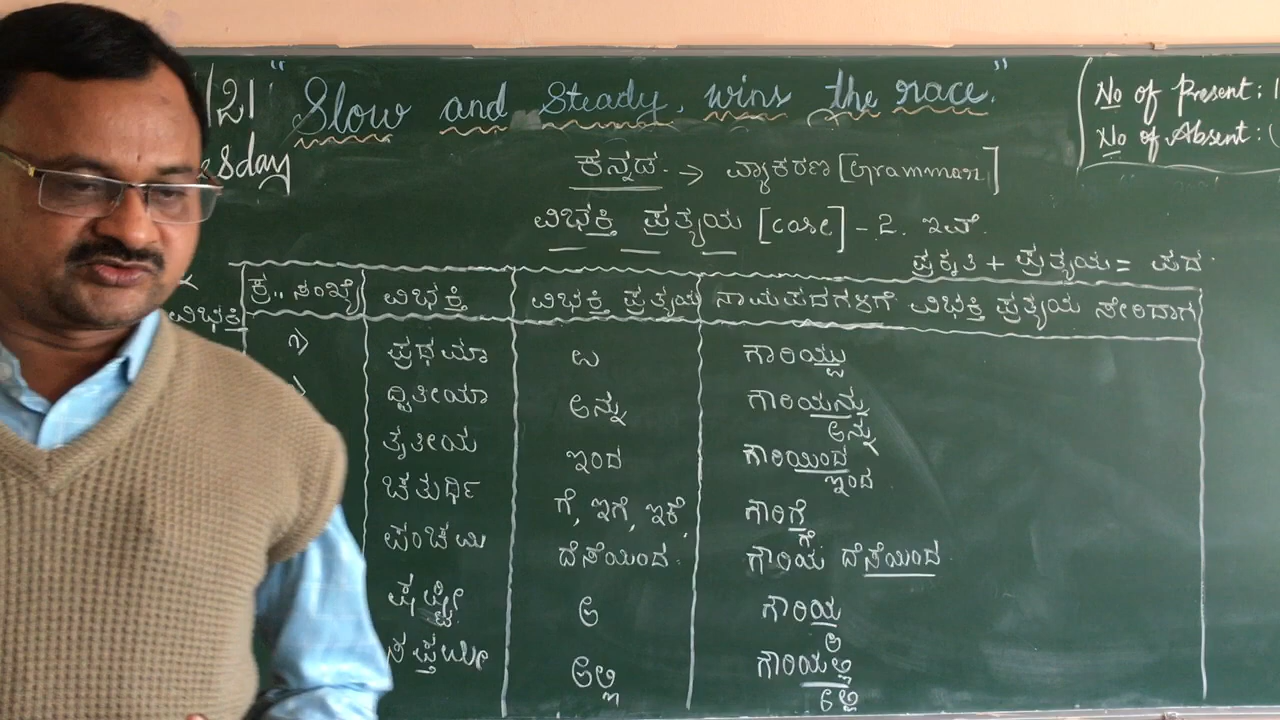 /21 "Slow and Steady, wins the race."
sday
No of Present:
No of Absent:
ಕನ್ನಡ. → ವ್ಯಾಕರಣ [Grammar]
ವಿಭಕ್ತಿ ಪ್ರತ್ಯಯ [case] - 2.
ಪ್ರಕೃತಿ + ಪ್ರತ್ಯಯ = ಪದ.
ವಿಭಕ್ತಿ
ಕ್ರ.. ಸಂಖ್ಯೆ ವಿಭಕ್ತಿ ವಿಭಕ್ತಿ ಪ್ರತ್ಯಯ ನಾಮಪದಗಳಿಗೆ ವಿಭಕ್ತಿ ಪ್ರತ್ಯಯ ಸೇರಿದಾಗ
೧) ಪ್ರಥಮಾ ಉ ಗೌರಿಯು
ದ್ವಿತೀಯಾ ಅನ್ನು ಗೌರಿಯನ್ನು
ಅನ್ನು
ತೃತೀಯ ಇಂದ ಗೌರಿಯಿಂದ
ಇಂದ
ಚತುರ್ಥಿ ಗೆ, ಇಗೆ, ಇಕೆ ಗೌರಿಗೆ
ಗೆ
ಪಂಚಮಿ ದೆಸೆಯಿಂದ. ಗೌರಿಯ ದೆಸೆಯಿಂದ.
ಷಷ್ಠೀ ಅ ಗೌರಿಯ
ಅ
ಸಪ್ತಮೀ ಅಲ್ಲಿ ಗೌರಿಯಲ್ಲಿ
ಅಲ್ಲಿ